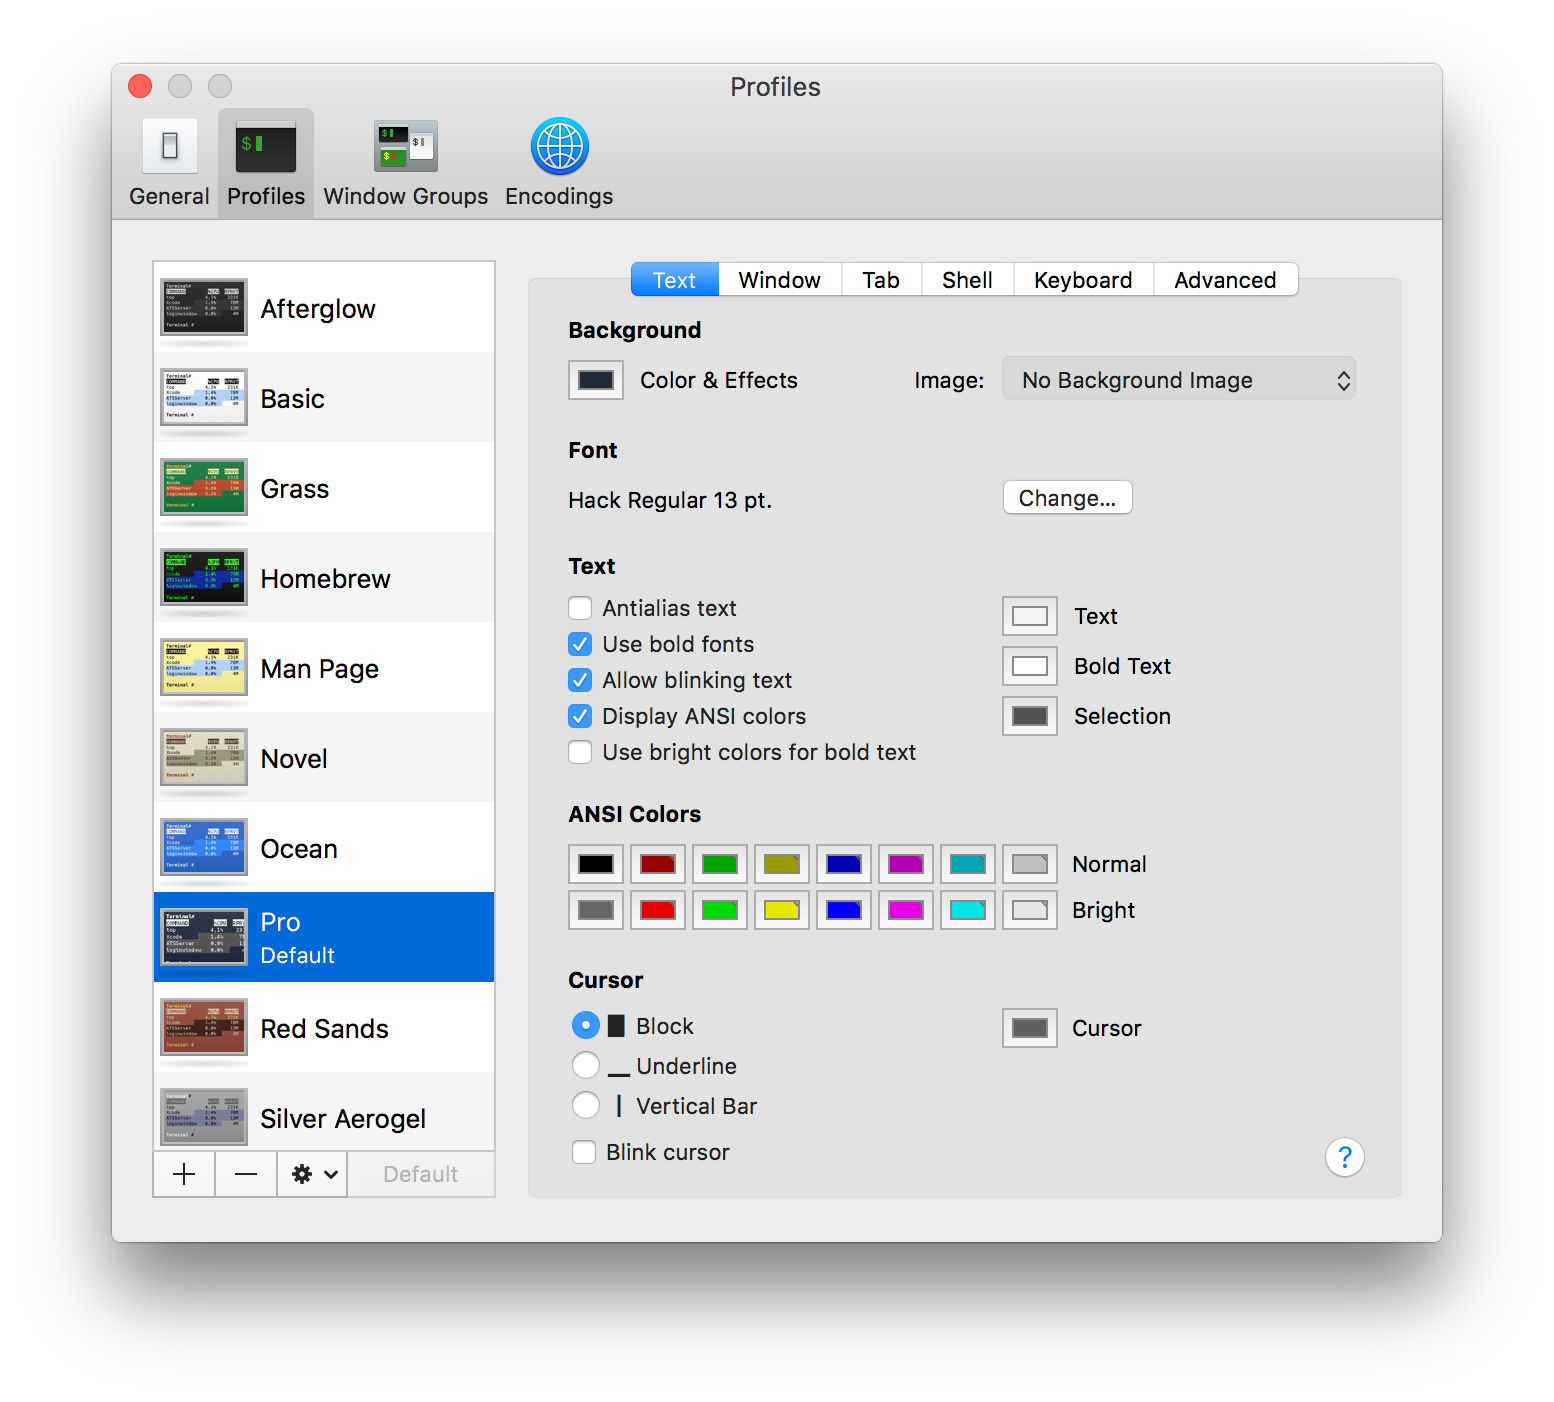 Profiles
General
Profiles
Window Groups
Encodings
Afterglow
Basic
Grass
Homebrew
Man Page
Novel
Ocean
Pro
Default
Red Sands
Silver Aerogel
Default
Text
Window
Tab
Shell
Keyboard
Advanced
Background
Color & Effects
Image:
No Background Image
Font
Hack Regular 13 pt.
Change...
Text
Antialias text
Use bold fonts
Allow blinking text
Display ANSI colors
Use bright colors for bold text
Text
Bold Text
Selection
ANSI Colors
Normal
Bright
Cursor
Block
Underline
Vertical Bar
Blink cursor
Cursor
?